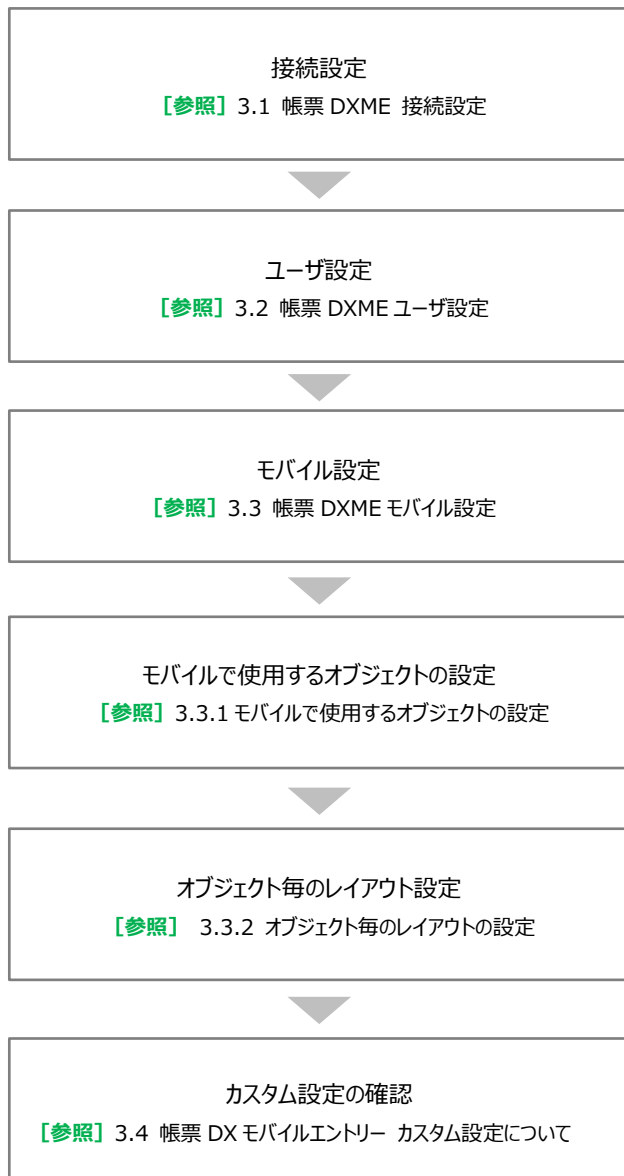 接続設定
［参照］ 3.1 帳票 DXME 接続設定
ユーザ設定
［参照］ 3.2 帳票 DXME ユーザ設定
モバイル設定
［参照］ 3.3 帳票 DXME モバイル設定
モバイルで使用するオブジェクトの設定
［参照］ 3.3.1 モバイルで使用するオブジェクトの設定
オブジェクト毎のレイアウト設定
［参照］ 3.3.2 オブジェクト毎のレイアウトの設定
カスタム設定の確認
［参照］ 3.4 帳票 DX モバイルエントリー カスタム設定について